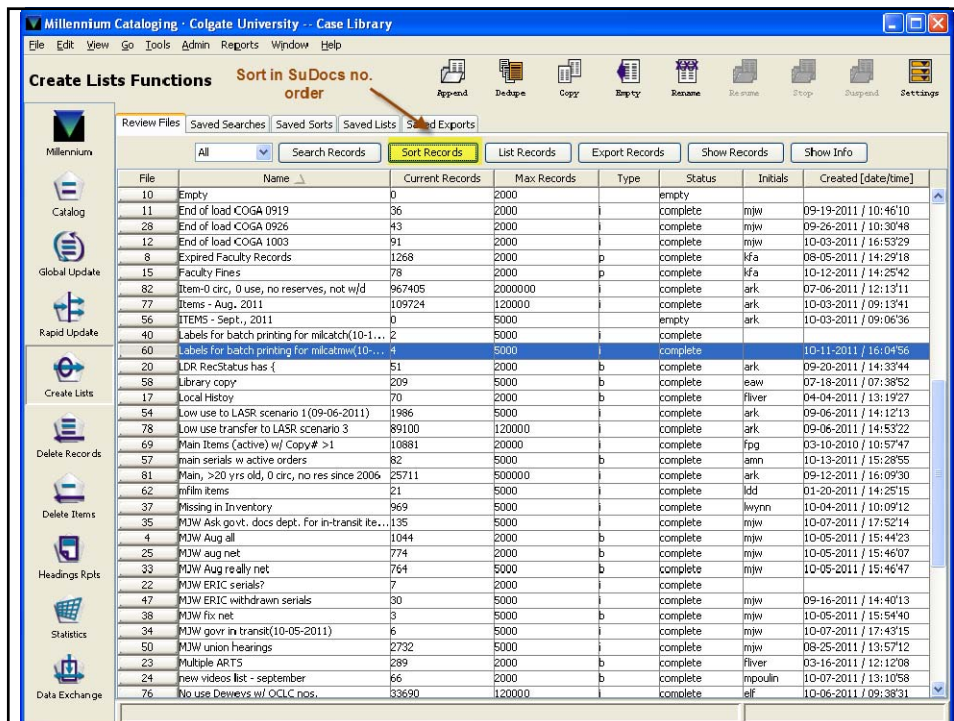 Millennium Cataloging · Colgate University -- Case Library
File Edit View Go Tools Admin Reports Window Help
Create Lists Functions
Sort in SuDocs no.
order
Append Dedupe Copy Empty Rename Resume Stop Suspend Settings
Review Files Saved Searches Saved Sorts Saved Lists Saved Exports
All Search Records Sort Records List Records Export Records Show Records Show Info
Millennium
Catalog
Global Update
Rapid Update
Create Lists
Delete Records
Delete Items
Headings Rpts
Statistics
Data Exchange
File Name Current Records Max Records Type Status Initials Created [date/time]
10 Empty 0 2000 empty
11 End of load COGA 0919 36 2000 i complete mjw 09-19-2011 / 10:46'10
28 End of load COGA 0926 43 2000 i complete mjw 09-26-2011 / 10:30'48
12 End of load COGA 1003 91 2000 i complete mjw 10-03-2011 / 16:53'29
8 Expired Faculty Records 1268 2000 p complete kfa 08-05-2011 / 14:29'18
15 Faculty Fines 78 2000 p complete kfa 10-12-2011 / 14:25'42
82 Item-0 circ, 0 use, no reserves, not w/d 967405 2000000 i complete ark 07-06-2011 / 12:13'11
77 Items - Aug. 2011 109724 120000 i complete ark 10-03-2011 / 09:13'41
56 ITEMS - Sept., 2011 0 5000 empty ark 10-03-2011 / 09:06'36
40 Labels for batch printing for milcatch(10-1... 2 5000 i complete
60 Labels for batch printing for milcatmw(10-... 4 5000 i complete 10-11-2011 / 16:04'56
20 LDR RecStatus has { 51 2000 b complete ark 09-20-2011 / 14:33'44
58 Library copy 209 5000 b complete eaw 07-18-2011 / 07:38'52
17 Local Histoy 70 2000 b complete fliver 04-04-2011 / 13:19'27
54 Low use to LASR scenario 1(09-06-2011) 1986 5000 i complete ark 09-06-2011 / 14:12'13
78 Low use transfer to LASR scenario 3 89100 120000 i complete ark 09-06-2011 / 14:53'22
69 Main Items (active) w/ Copy# >1 10881 20000 i complete fpg 03-10-2010 / 10:57'47
57 main serials w active orders 82 5000 b complete amn 10-13-2011 / 15:28'55
81 Main, >20 yrs old, 0 circ, no res since 2006 25711 500000 i complete ark 09-12-2011 / 16:09'30
62 mfilm items 21 5000 i complete ldd 01-20-2011 / 14:25'15
37 Missing in Inventory 969 5000 i complete lwynn 10-04-2011 / 10:09'12
35 MJW Ask govt. docs dept. for in-transit ite... 135 5000 i complete mjw 10-07-2011 / 17:52'14
4 MJW Aug all 1044 2000 b complete mjw 10-05-2011 / 15:44'23
25 MJW aug net 774 2000 b complete mjw 10-05-2011 / 15:46'07
33 MJW Aug really net 764 5000 b complete mjw 10-05-2011 / 15:46'47
22 MJW ERIC serials? 7 2000 i complete
47 MJW ERIC withdrawn serials 30 5000 i complete mjw 09-16-2011 / 14:40'13
38 MJW fix net 3 5000 b complete mjw 10-05-2011 / 15:54'40
34 MJW govr in transit(10-05-2011) 6 5000 i complete mjw 10-07-2011 / 17:43'15
50 MJW union hearings 2732 5000 i complete mjw 08-25-2011 / 13:57'12
23 Multiple ARTS 289 2000 b complete fliver 03-16-2011 / 12:12'08
24 new videos list - september 66 2000 b complete mpoulin 10-07-2011 / 13:10'58
76 No use Deweys w/ OCLC nos. 33690 120000 i complete elf 10-06-2011 / 09:38'31